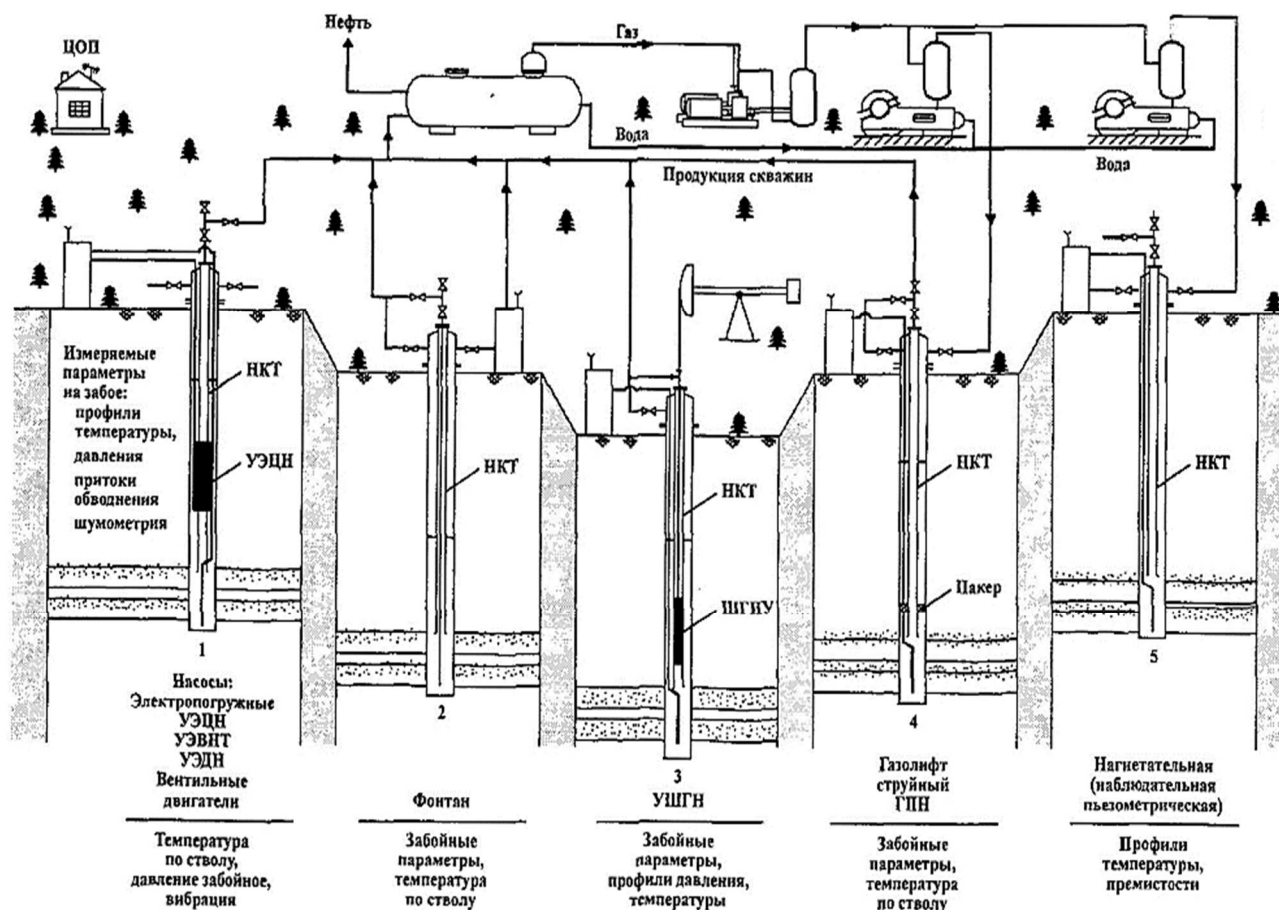 ЦОП
Нефть
Газ
Вода
Вода
Продукция скважин
Измеряемые
параметры
на забое:
профили
температуры,
давления
притоки
обводнения
шумометрия
НКТ
УЭЦН
НКТ
НКТ
ШГИУ
НКТ
Пакер
НКТ
1
Насосы:
Электропогружные
УЭЦН
УЭВНТ
УЭДН
Вентильные
двигатели
Температура
по стволу,
давление забойное,
вибрация
2
Фонтан
Забойные
параметры,
температура
по стволу
3
УШГН
Забойные
параметры,
профили давления,
температуры
4
Газолифт
струйный
ГПН
Забойные
параметры,
температура
по стволу
5
Нагнетательная
(наблюдательная
пьезометрическая)
Профили
температуры,
премистости